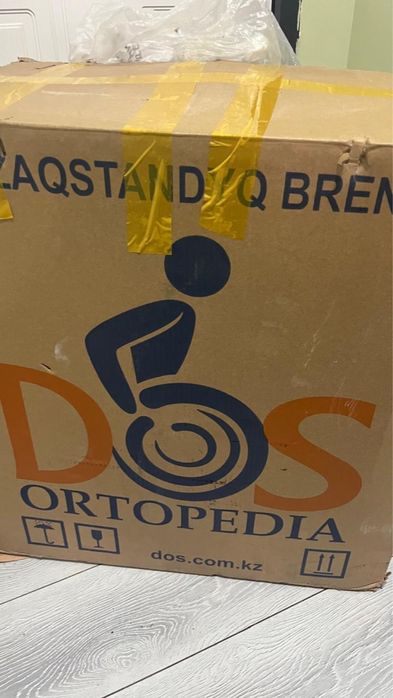 ZAQSTANDYQ BREN
DOS
ORTOPEDIA
dos.com.kz